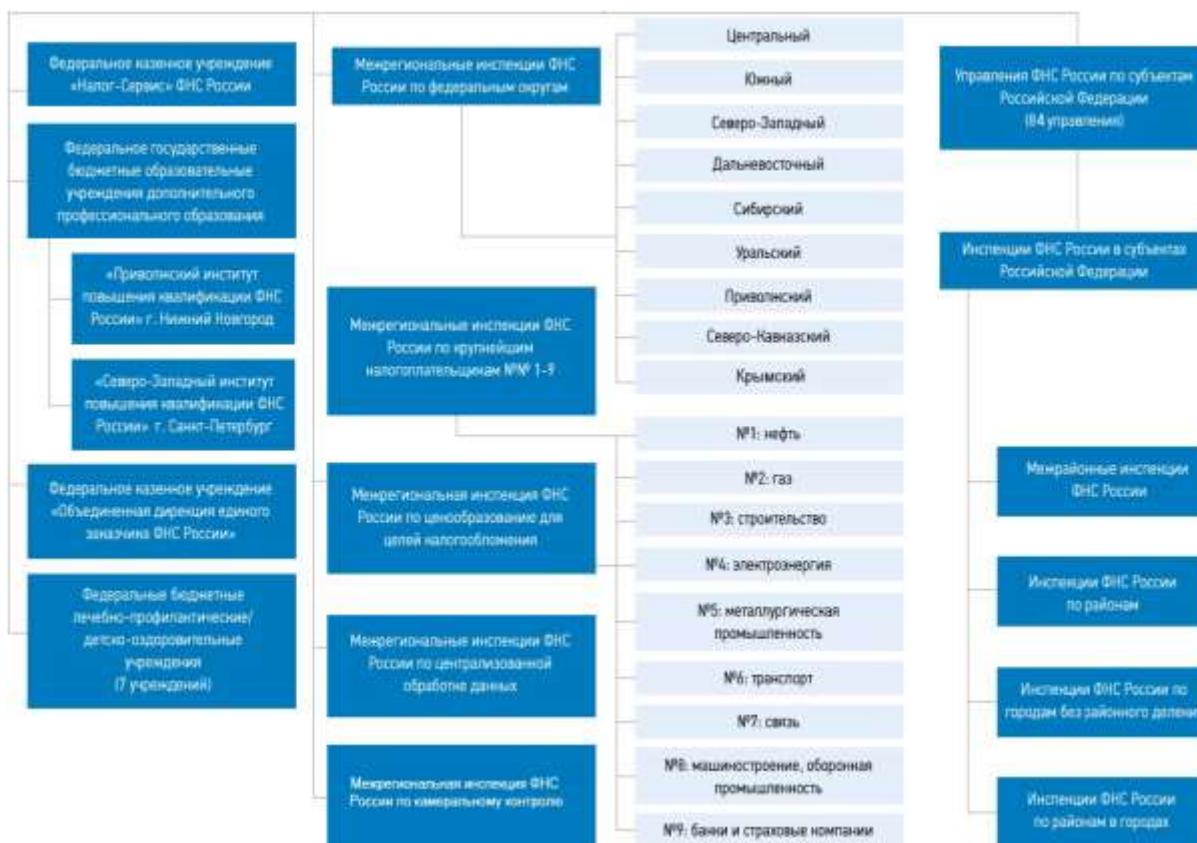 Федеральное казенное учреждение
«Налог-Сервис» ФНС России
Федеральное государственные
бюджетные образовательные
учреждения дополнительного
профессионального образования
«Приволжский институт
повышения квалификации ФНС
России» г. Нижний Новгород
«Северо-Западный институт
повышения квалификации ФНС
России» г. Санкт-Петербург
Федеральное казенное учреждение
«Объединенная дирекция единого
заказчика ФНС России»
Федеральные бюджетные
лечебно-профилактические/
детско-оздоровительные
учреждения
(7 учреждений)
Межрегиональные инспекции ФНС
России по федеральным округам
Межрегиональные инспекции ФНС
России по крупнейшим
налогоплательщикам №№ 1-9
Межрегиональная инспекция ФНС
России по ценообразованию для
целей налогообложения
Межрегиональные инспекции ФНС
России по централизованной
обработке данных
Межрегиональная инспекция ФНС
России по камеральному контролю
Центральный
Южный
Северо-Западный
Дальневосточный
Сибирский
Уральский
Приволжский
Северо-Кавказский
Крымский
№1: нефть
№2: газ
№3: строительство
№4: электроэнергия
№5: металлургическая
промышленность
№6: транспорт
№7: связь
№8: машиностроение, оборонная
промышленность
№9: банки и страховые компании
Управления ФНС России по субъектам
Российской Федерации
(84 управления)
Инспекции ФНС России в субъектах
Российской Федерации
Межрайонные инспекции
ФНС России
Инспекции ФНС России
по районам
Инспекции ФНС России по
городам без районного делени
Инспекции ФНС России
по районам в городах